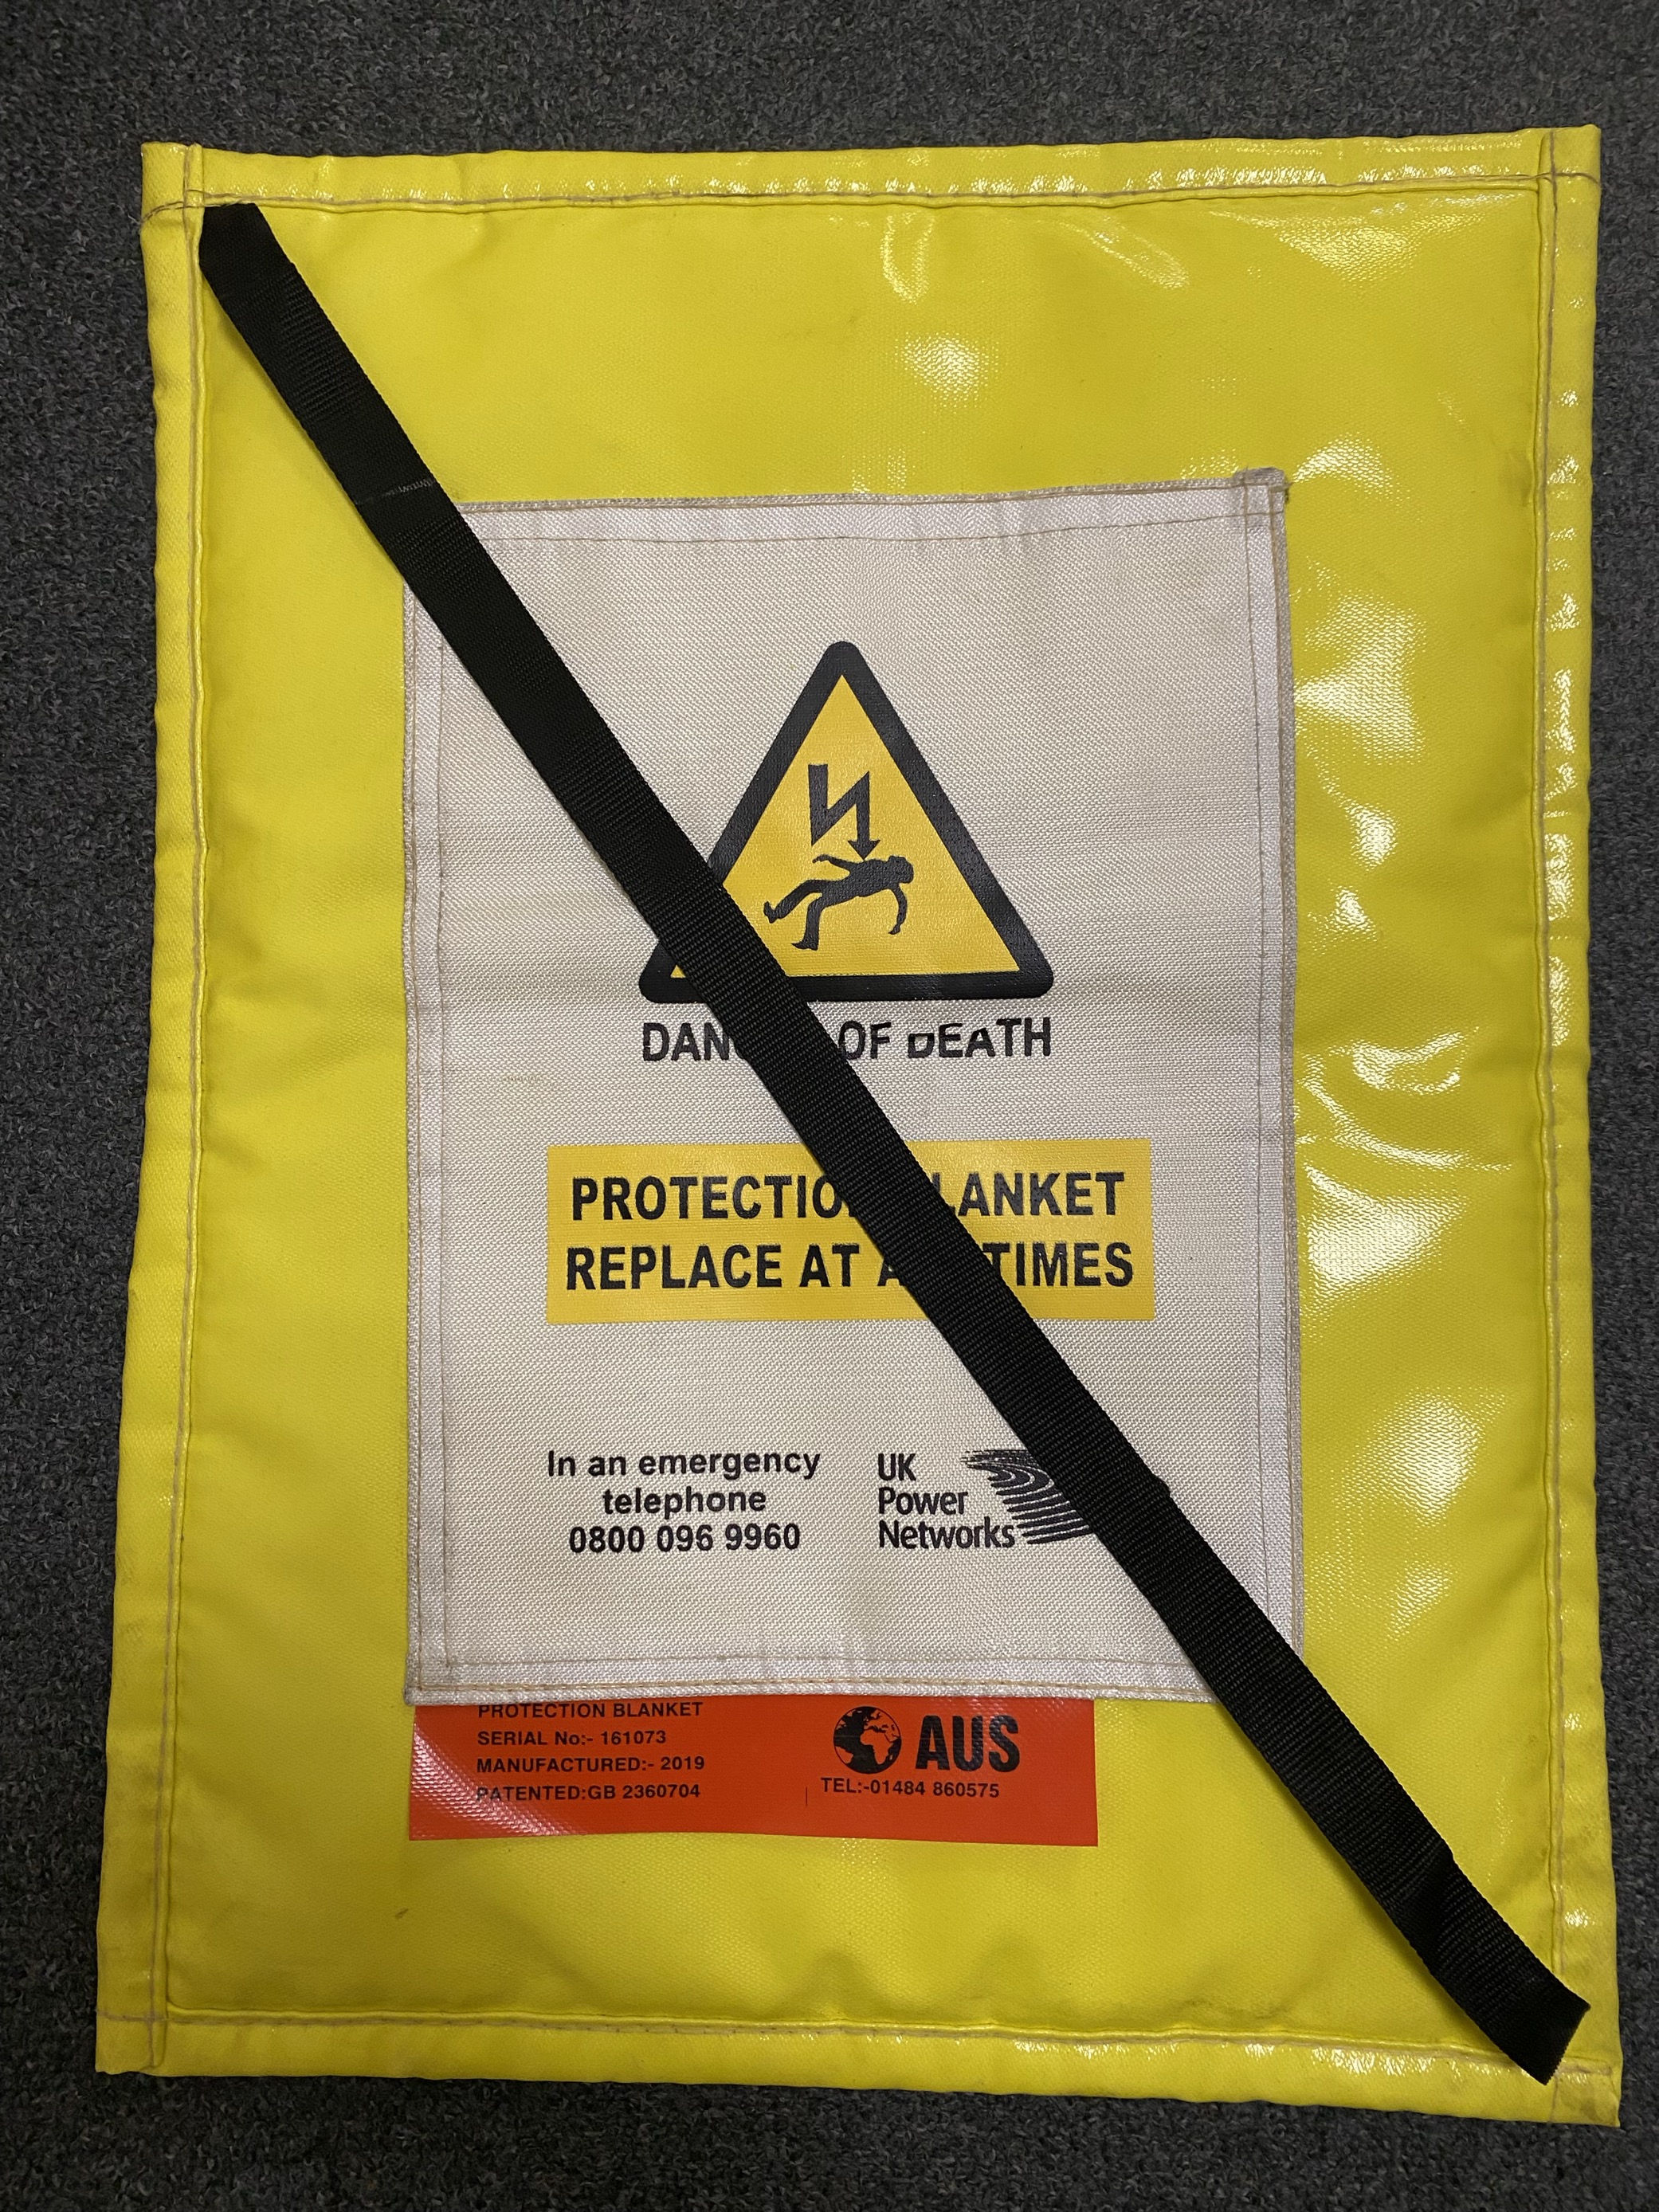 DAN OF DEATH
PROTECTIO LANKET
REPLACE AT A TIMES
In an emergency
telephone
0800 096 9960
UK
Power
Networks
PROTECTION BLANKET
SERIAL No:- 161073
MANUFACTURED:- 2019
PATENTED:GB 2360704
AUS
TEL:-01484 860575